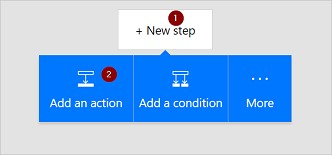 1
+ New step
2
Add an action
Add a condition
...
More